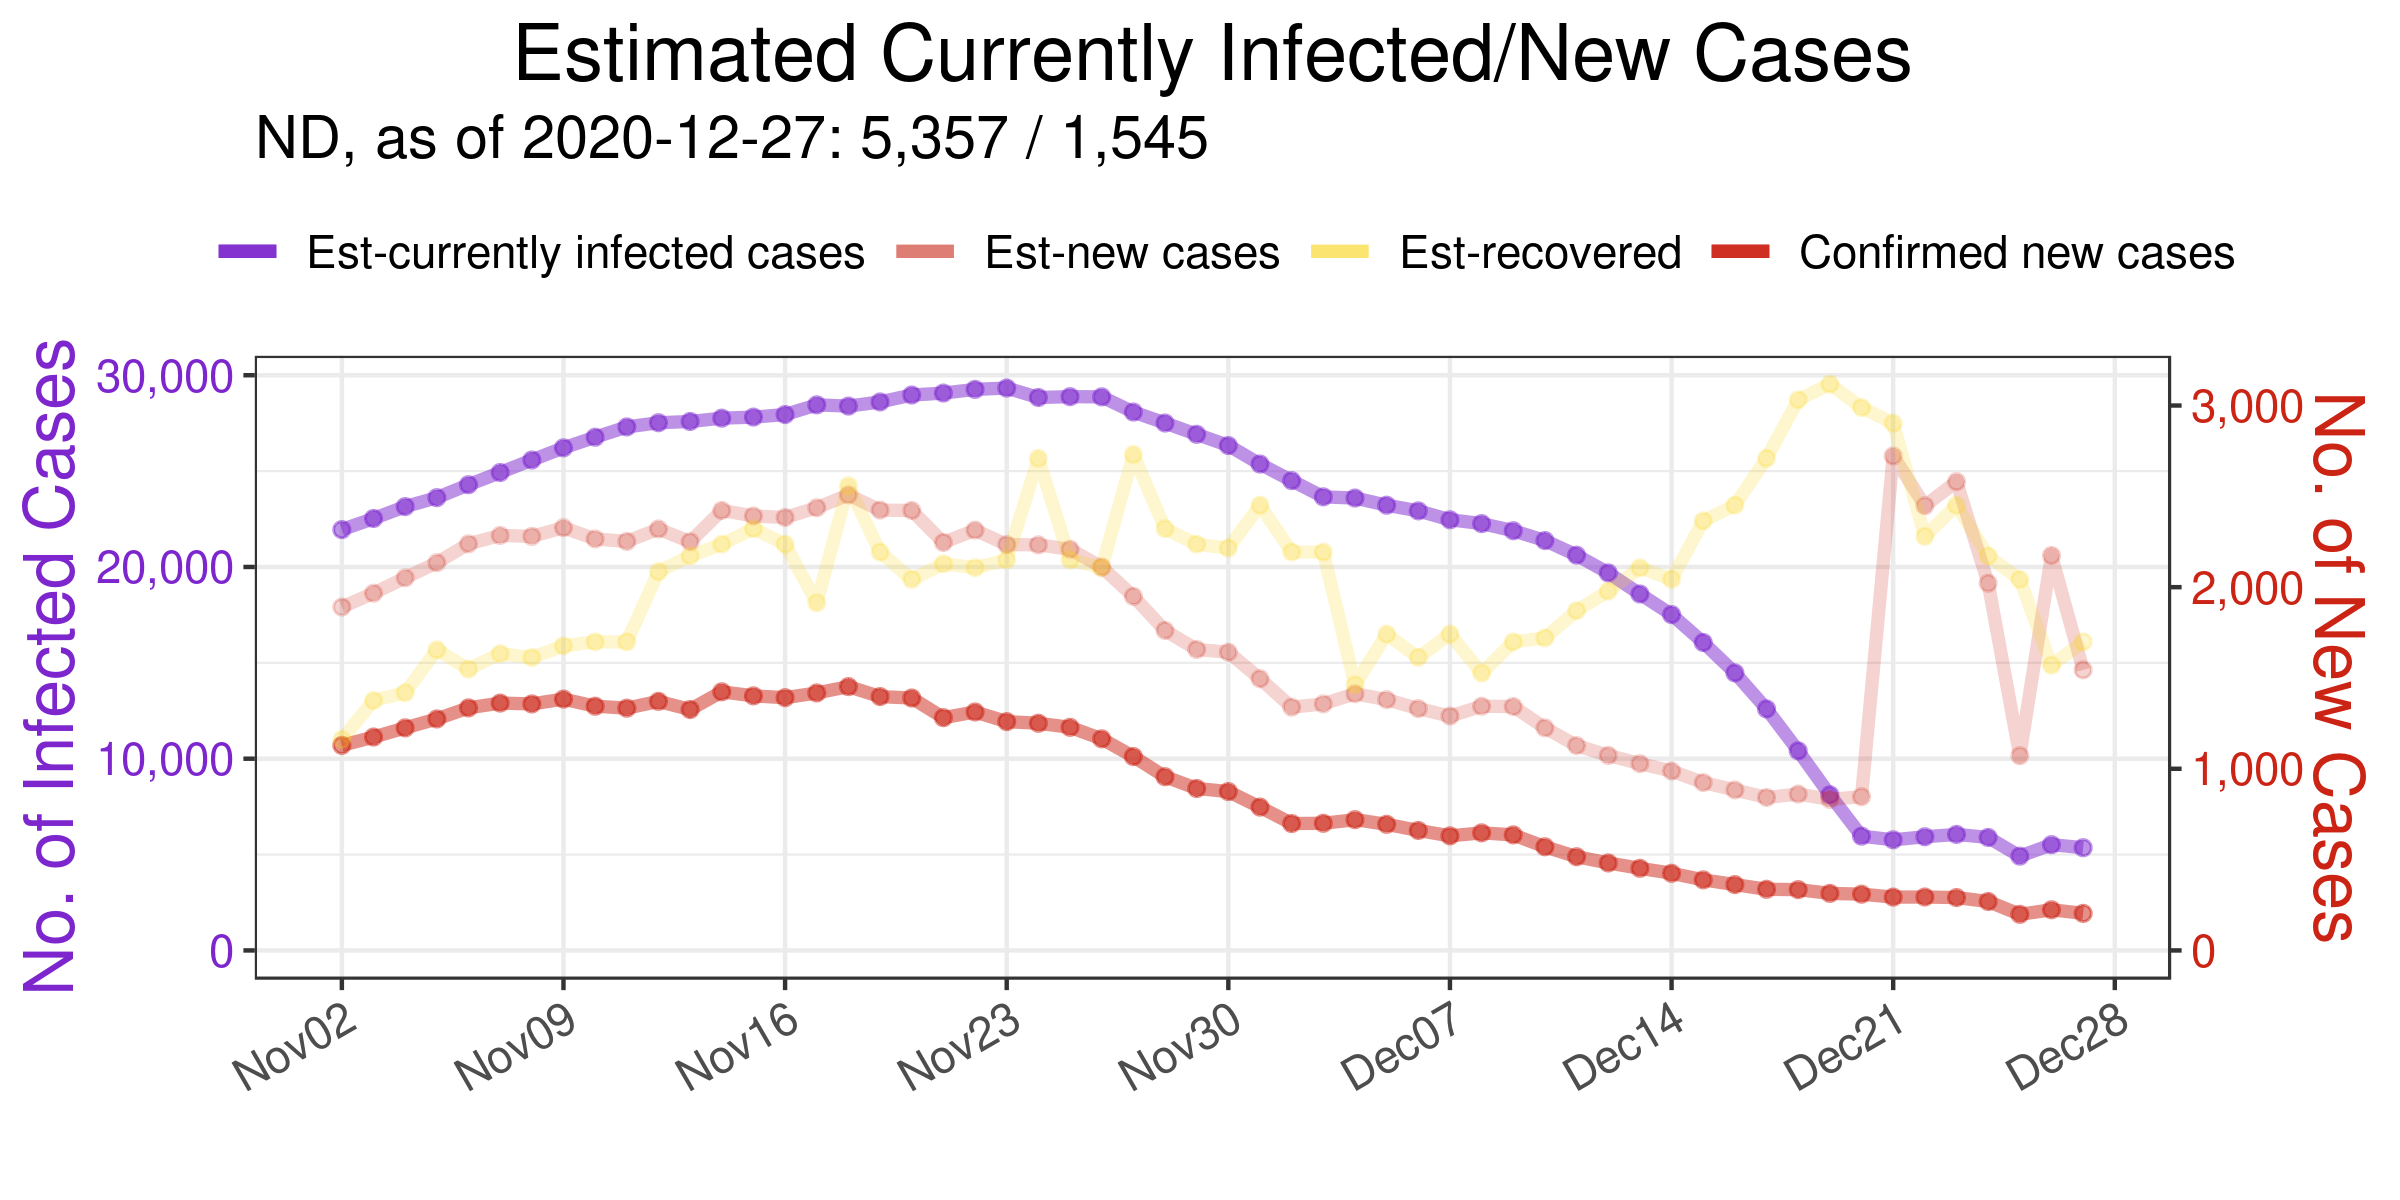 Estimated Currently Infected/New Cases
ND, as of 2020-12-27: 5,357 / 1,545
Est-currently infected cases Est-new cases Est-recovered Confirmed new cases
No. of Infected Cases
30,000
20,000
10,000
0
3,000
2,000
1,000
0
No. of New Cases
Nov02 Nov09 Nov16 Nov23 Nov30 Dec07 Dec14 Dec21 Dec28